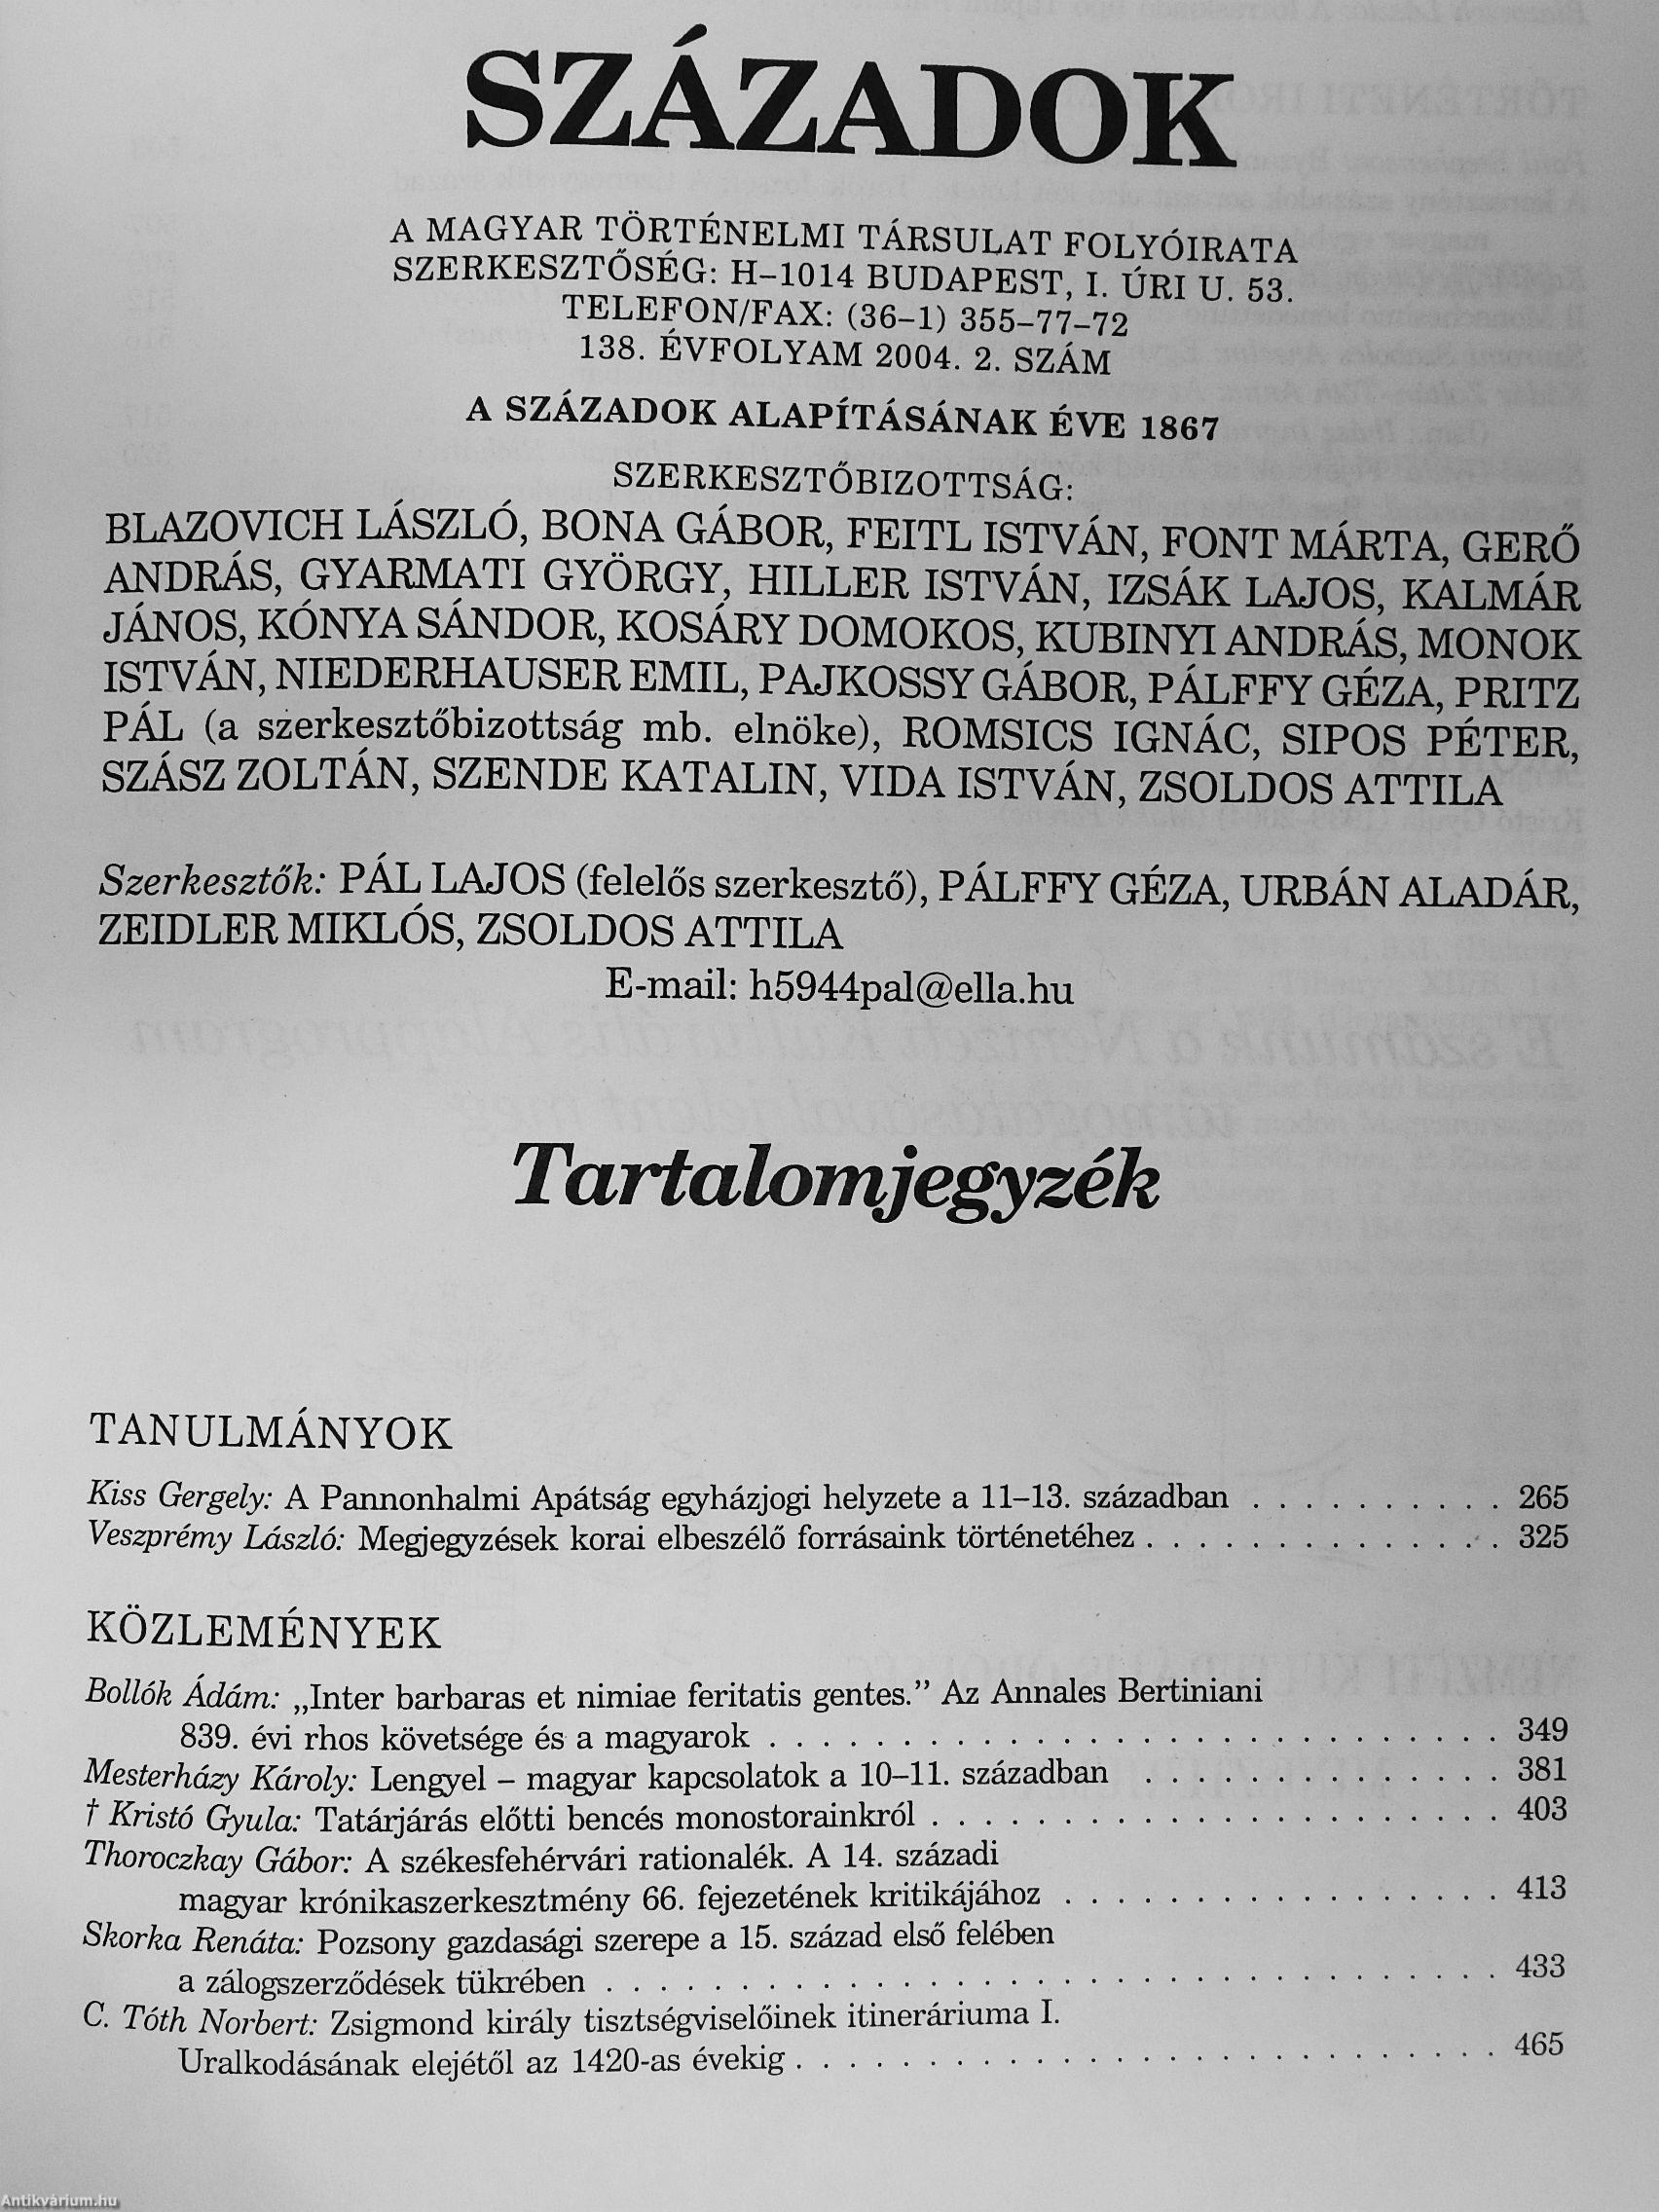 SZÁZADOK
A MAGYAR TÖRTÉNELMI TÁRSULAT FOLYÓIRATA
SZERKESZTŐSÉG: H–1014 BUDAPEST, I. ÚRI U. 53.
TELEFON/FAX: (36–1) 355–77–72
138. ÉVFOLYAM 2004. 2. SZÁM
A SZÁZADOK ALAPÍTÁSÁNAK ÉVE 1867
SZERKESZTŐBIZOTTSÁG:
BLAZOVICH LÁSZLÓ, BONA GÁBOR, FEITL ISTVÁN, FONT MÁRTA, GERŐ
ANDRÁS, GYARMATI GYÖRGY, HILLER ISTVÁN, IZSÁK LAJOS, KALMÁR
JÁNOS, KÓNYA SÁNDOR, KOSÁRY DOMOKOS, KUBINYI ANDRÁS, MONOK
ISTVÁN, NIEDERHAUSER EMIL, PAJKOSSY GÁBOR, PÁLFFY GÉZA, PRITZ
PÁL (a szerkesztőbizottság mb. elnöke), ROMSICS IGNÁC, SIPOS PÉTER,
SZÁSZ ZOLTÁN, SZENDE KATALIN, VIDA ISTVÁN, ZSOLDOS ATTILA
Szerkesztők: PÁL LAJOS (felelős szerkesztő), PÁLFFY GÉZA, URBÁN ALADÁR,
ZEIDLER MIKLÓS, ZSOLDOS ATTILA
E-mail: h5944pal@ella.hu
Tartalomjegyzék
TANULMÁNYOK
Kiss Gergely: A Pannonhalmi Apátság egyházjogi helyzete a 11–13. században . . . . . . . . . . 265
Veszprémy László: Megjegyzések korai elbeszélő forrásaink történetéhez . . . . . . . . . . . . . . 325
KÖZLEMÉNYEK
Bollók Ádám: „Inter barbaras et nimiae feritatis gentes.” Az Annales Bertiniani
839. évi rhos követsége és a magyarok . . . . . . . . . . . . . . . . . . . . . . . . . . . . 349
Mesterházy Károly: Lengyel – magyar kapcsolatok a 10–11. században . . . . . . . . . . . . . . 381
† Kristó Gyula: Tatárjárás előtti bencés monostorainkról . . . . . . . . . . . . . . . . . . . . . . 403
Thoroczkay Gábor: A székesfehérvári rationalék. A 14. századi
magyar krónikaszerkesztmény 66. fejezetének kritikájához . . . . . . . . . . . . . . . . . 413
Skorka Renáta: Pozsony gazdasági szerepe a 15. század első felében
a zálogszerződések tükrében . . . . . . . . . . . . . . . . . . . . . . . . . . . . . . . . . . 433
C. Tóth Norbert: Zsigmond király tisztségviselőinek itineráriuma I.
Uralkodásának elejétől az 1420-as évekig . . . . . . . . . . . . . . . . . . . . . . . . . . . 465
Antikvárium.hu